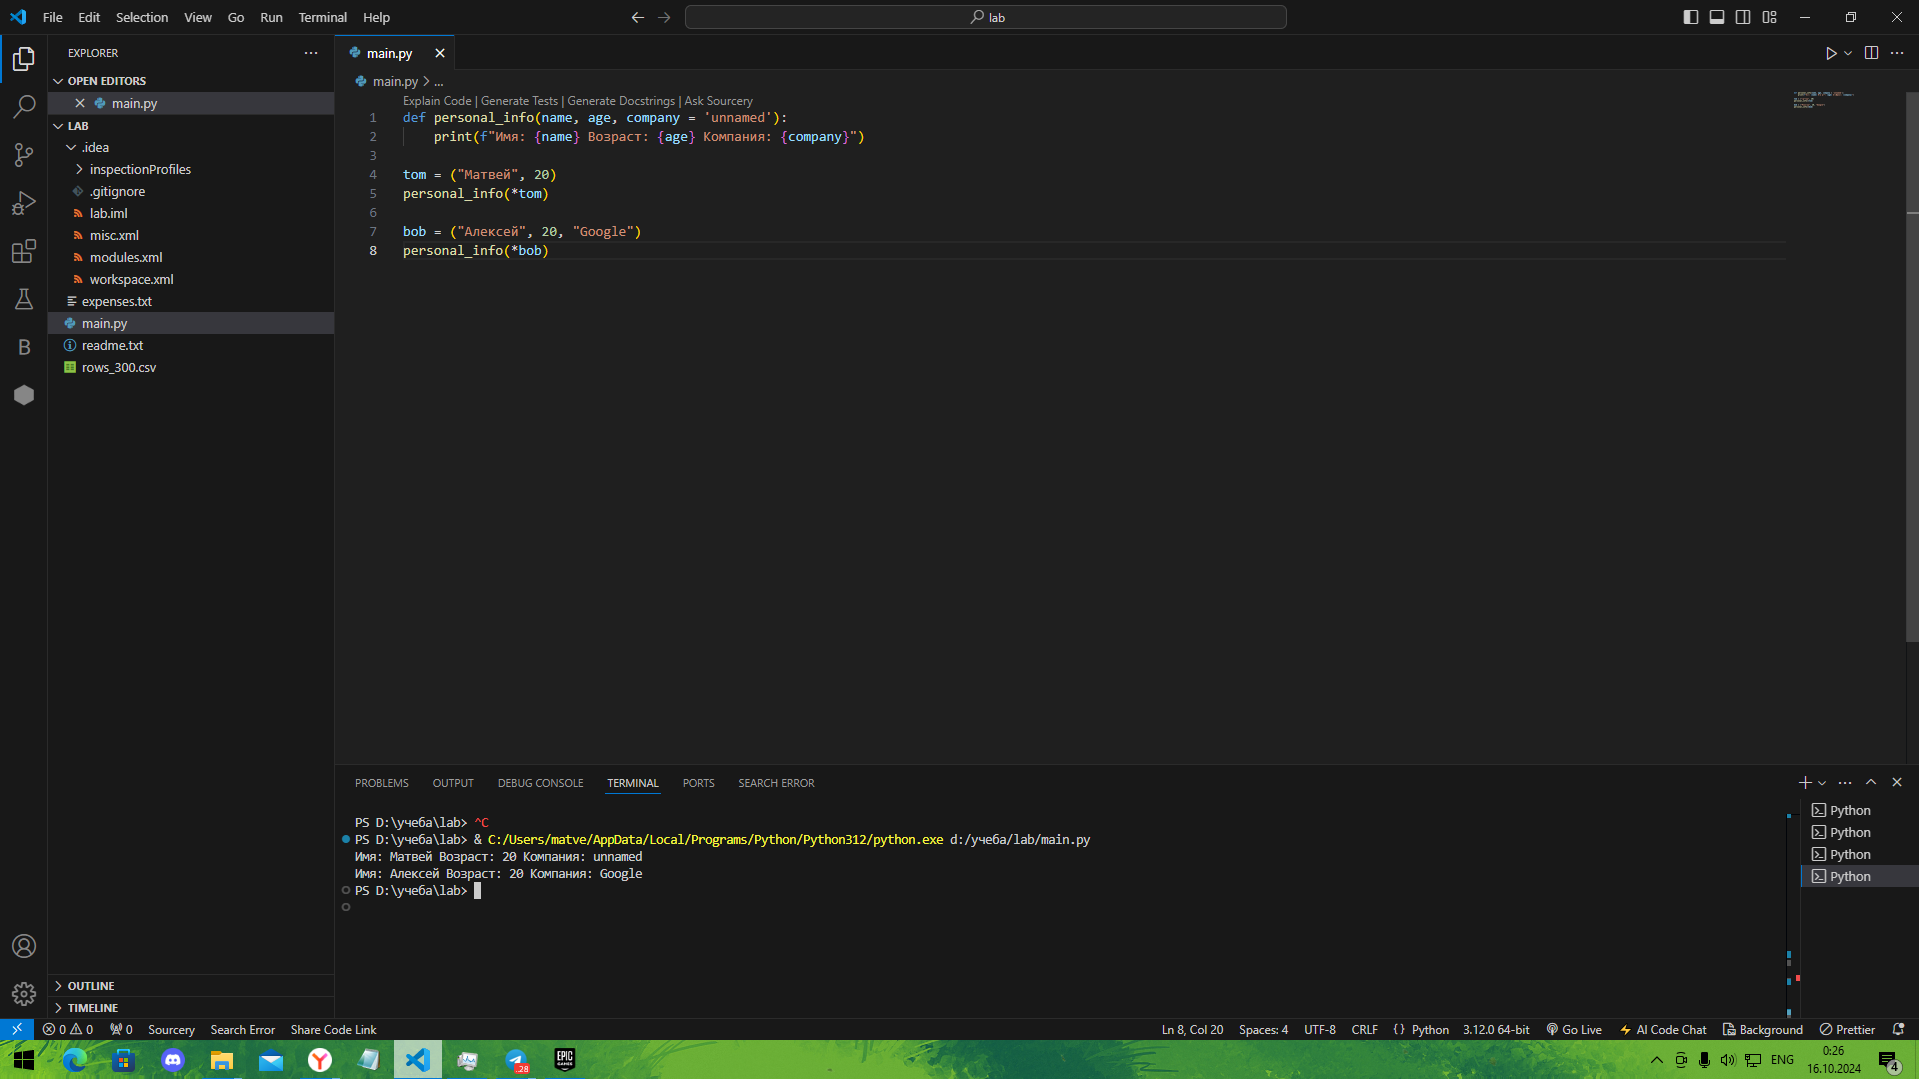 File Edit Selection View Go Run Terminal Help
lab
EXPLORER
OPEN EDITORS
main.py
LAB
.idea
inspectionProfiles
.gitignore
lab.iml
misc.xml
modules.xml
workspace.xml
expenses.txt
main.py
readme.txt
rows_300.csv
OUTLINE
TIMELINE
main.py
main.py > ...
Explain Code | Generate Tests | Generate Docstrings | Ask Sourcery
1 def personal_info(name, age, company = 'unnamed'):
2 print(f"Имя: {name} Возраст: {age} Компания: {company}")
3
4 tom = ("Матвей", 20)
5 personal_info(*tom)
6
7 bob = ("Алексей", 20, "Google")
8 personal_info(*bob)
PROBLEMS OUTPUT DEBUG CONSOLE TERMINAL PORTS SEARCH ERROR
PS D:\учеба\lab> ^C
PS D:\учеба\lab> & C:/Users/matve/AppData/Local/Programs/Python/Python312/python.exe d:/учеба/lab/main.py
Имя: Матвей Возраст: 20 Компания: unnamed
Имя: Алексей Возраст: 20 Компания: Google
PS D:\учеба\lab>
Python
Python
Python
Python
0 0 0 Sourcery Search Error Share Code Link
Ln 8, Col 20 Spaces: 4 UTF-8 CRLF {} Python 3.12.0 64-bit Go Live AI Code Chat Background Prettier
B
28
EPIC GAMES
ENG
0:26
16.10.2024
4